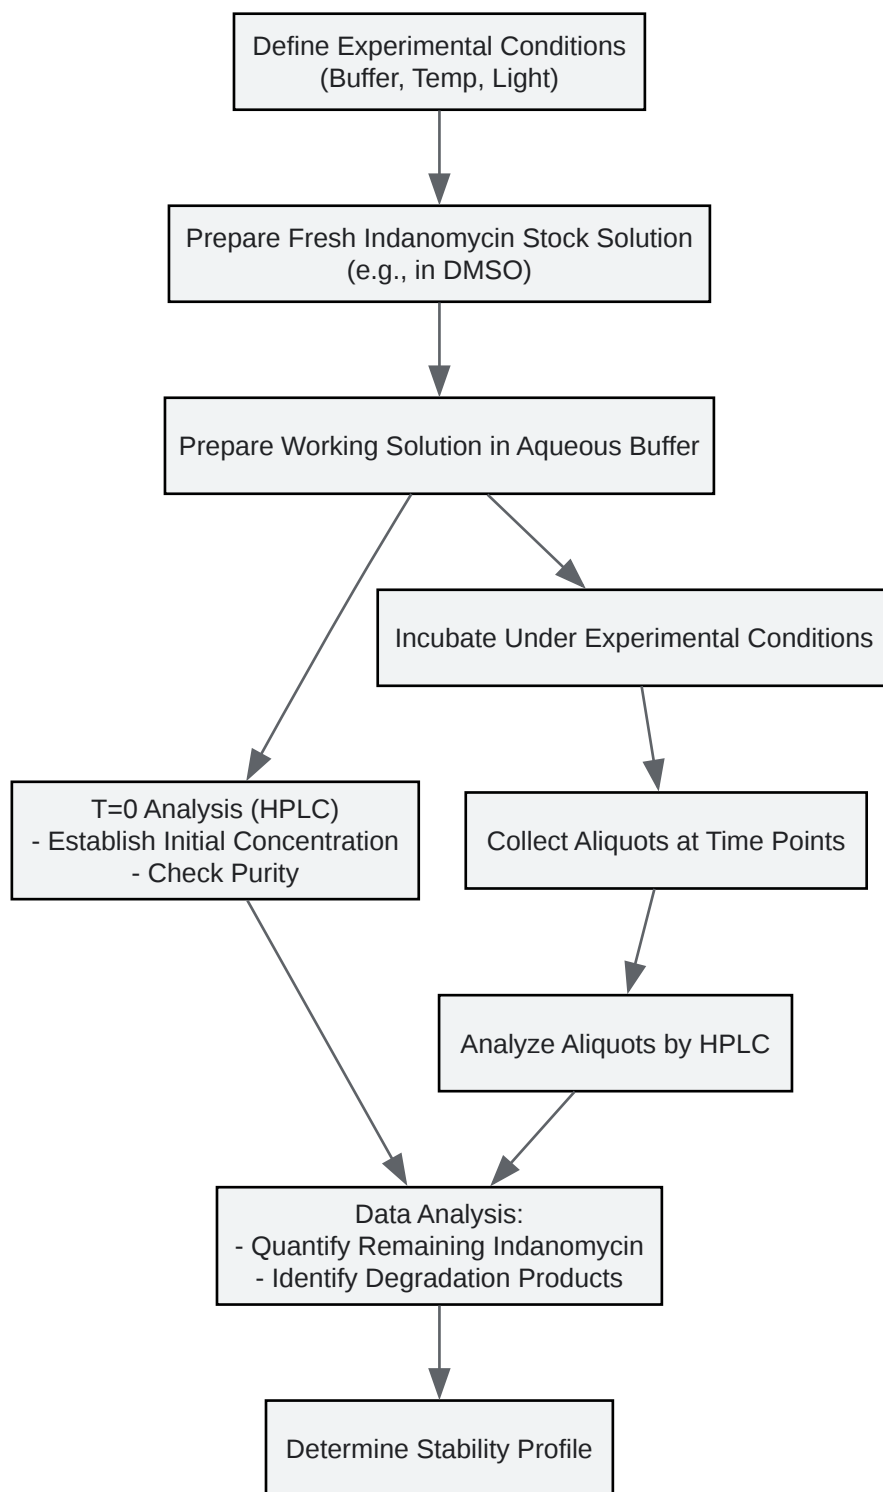 Define Experimental Conditions
(Buffer, Temp, Light)
Prepare Fresh Indanomycin Stock Solution
(e.g., in DMSO)
Prepare Working Solution in Aqueous Buffer
Incubate Under Experimental Conditions
T=0 Analysis (HPLC)
- Establish Initial Concentration
- Check Purity
Collect Aliquots at Time Points
Analyze Aliquots by HPLC
Data Analysis:
- Quantify Remaining Indanomycin
- Identify Degradation Products
Determine Stability Profile